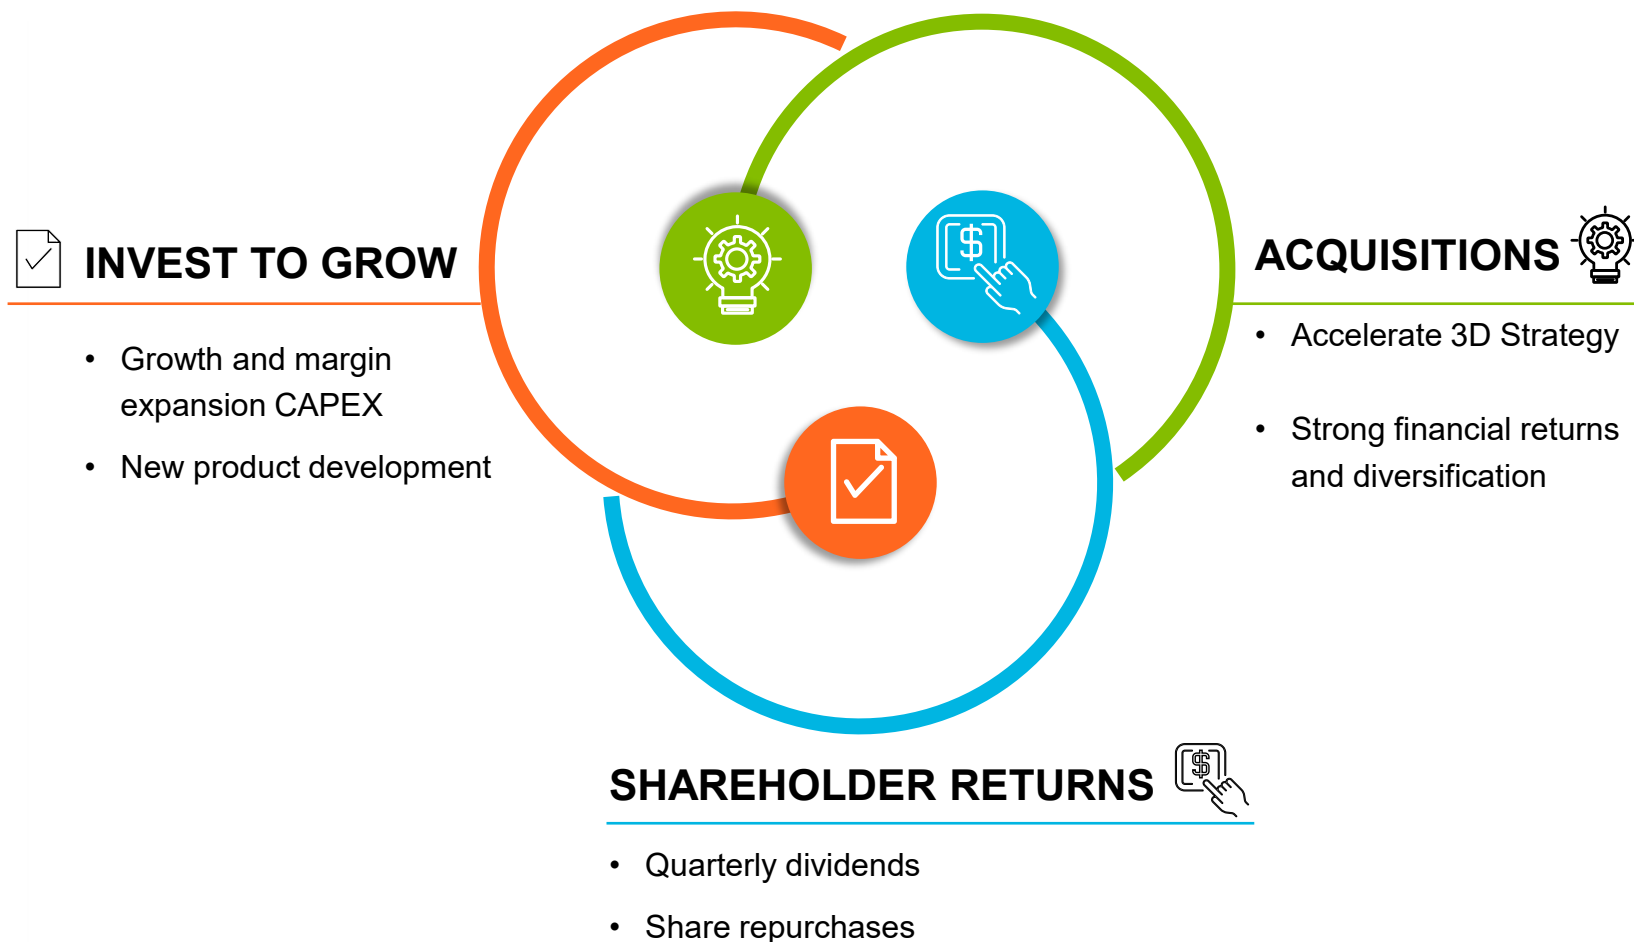 INVEST TO GROW
• Growth and margin
expansion CAPEX
• New product development
ACQUISITIONS
• Accelerate 3D Strategy
• Strong financial returns
and diversification
$
$
SHAREHOLDER RETURNS
• Quarterly dividends
• Share repurchases